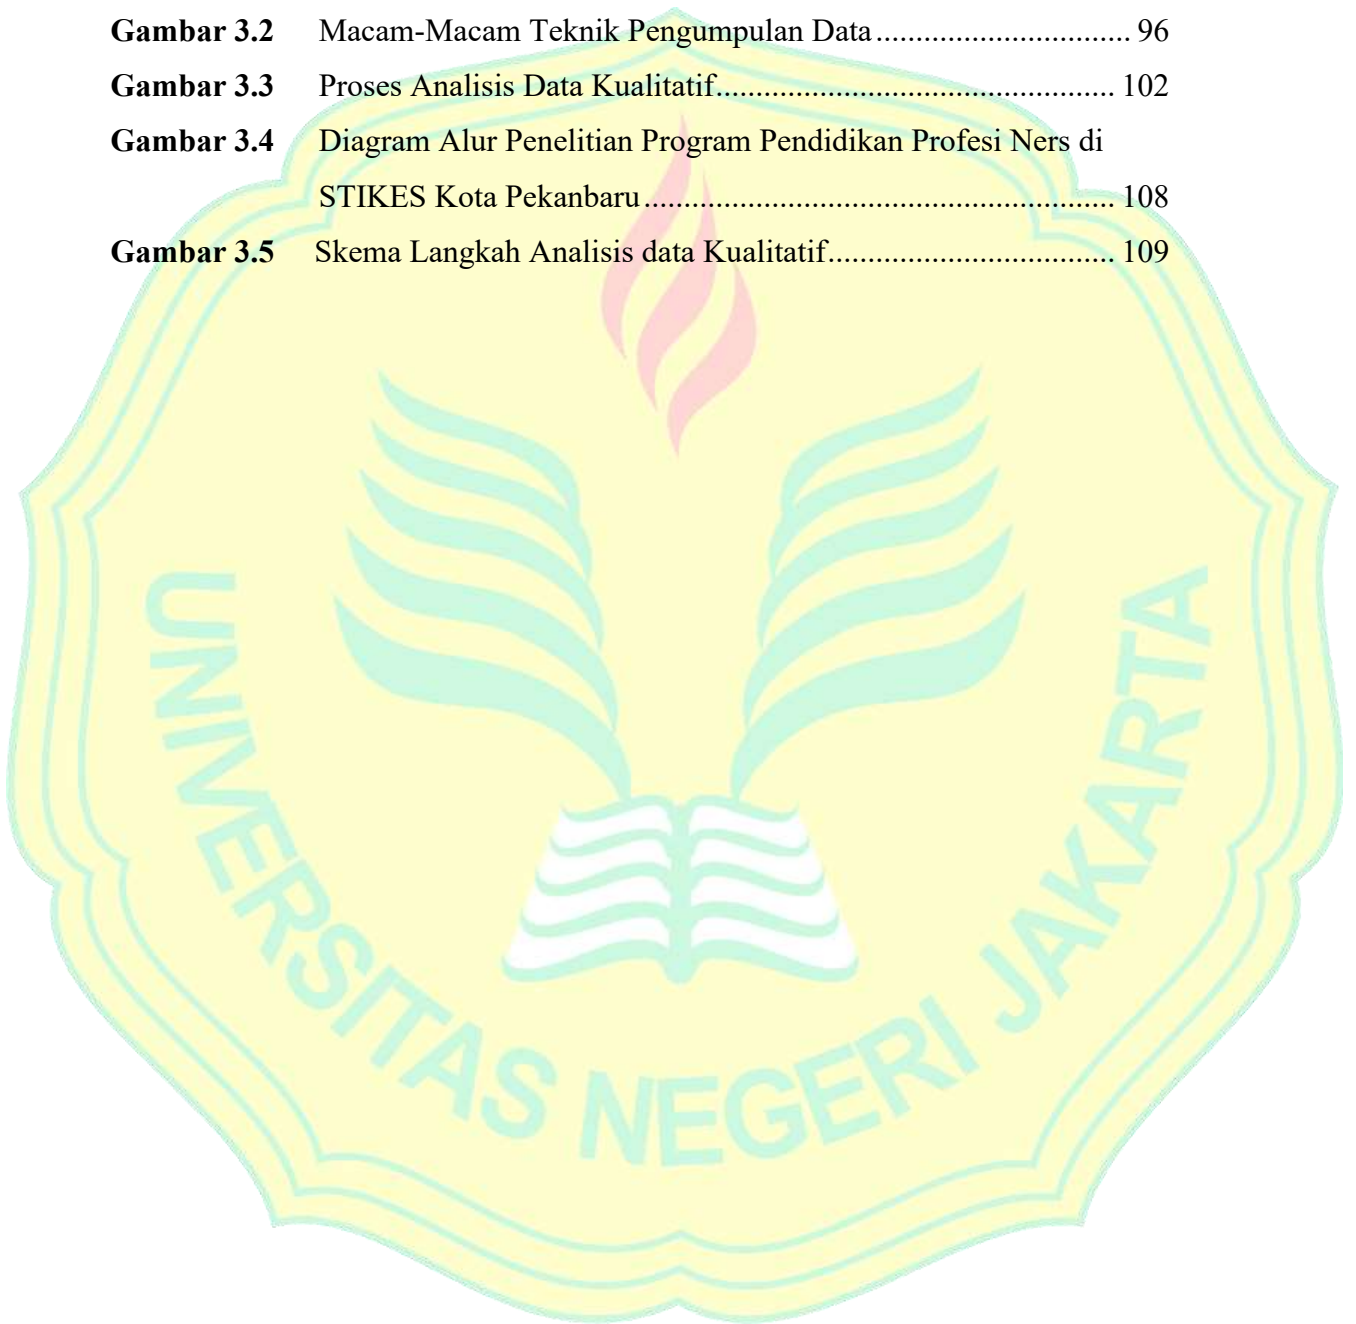 Gambar 3.2 Macam-Macam Teknik Pengumpulan Data ................................ 96
Gambar 3.3 Proses Analisis Data Kualitatif.................................................. 102
Gambar 3.4 Diagram Alur Penelitian Program Pendidikan Profesi Ners di
STIKES Kota Pekanbaru ........................................................... 108
Gambar 3.5 Skema Langkah Analisis data Kualitatif.................................... 109
UNIVERSITAS NEGERI JAKARTA